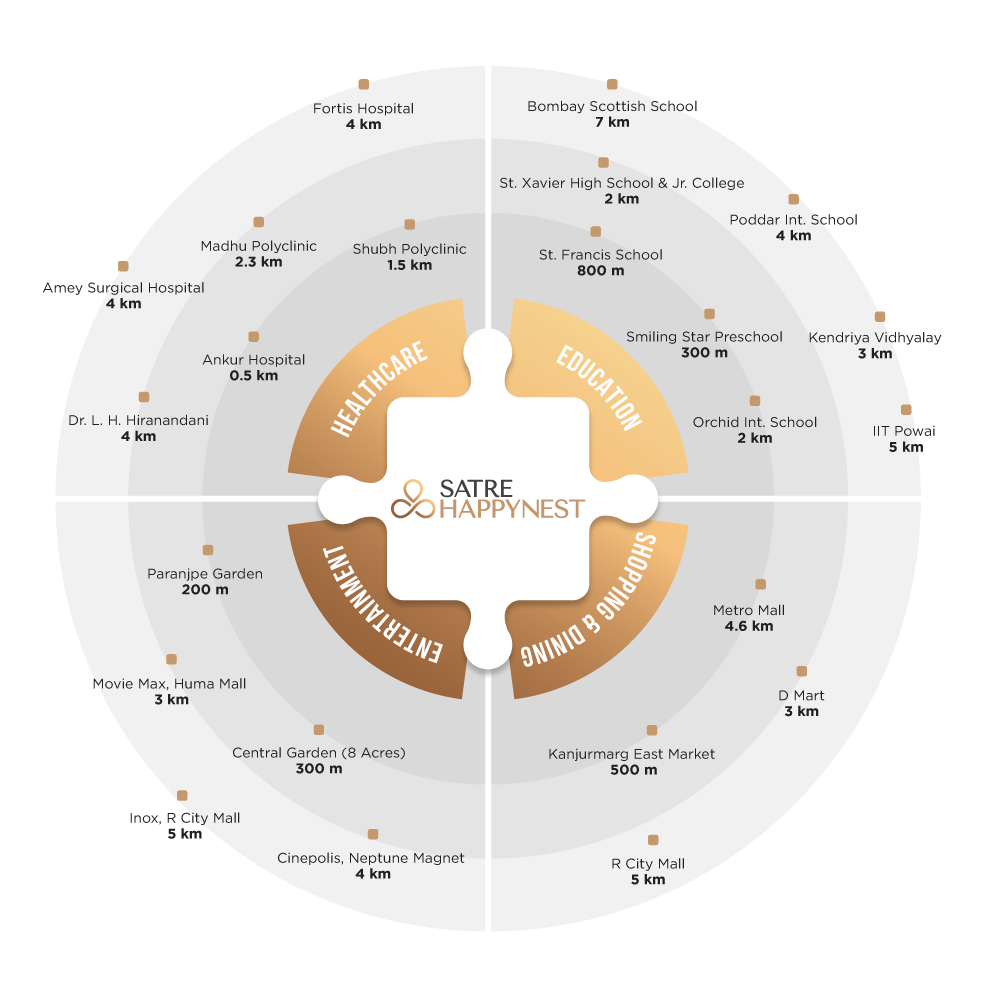 Fortis Hospital
4 km
Madhu Polyclinic
2.3 km
Shubh Polyclinic
1.5 km
Amey Surgical Hospital
4 km
Ankur Hospital
0.5 km
Dr. L. H. Hiranandani
4 km
HEALTHCARE
Bombay Scottish School
7 km
St. Xavier High School & Jr. College
2 km
Poddar Int. School
4 km
St. Francis School
800 m
Smiling Star Preschool
300 m
Kendriya Vidhyalay
3 km
Orchid Int. School
2 km
IIT Powai
5 km
EDUCATION
SATRE
HAPPYNEST
ENTERTAINMENT
Paranjpe Garden
200 m
Movie Max, Huma Mall
3 km
Central Garden (8 Acres)
300 m
Inox, R City Mall
5 km
Cinepolis, Neptune Magnet
4 km
SHOPPING & DINING
Metro Mall
4.6 km
D Mart
3 km
Kanjurmarg East Market
500 m
R City Mall
5 km